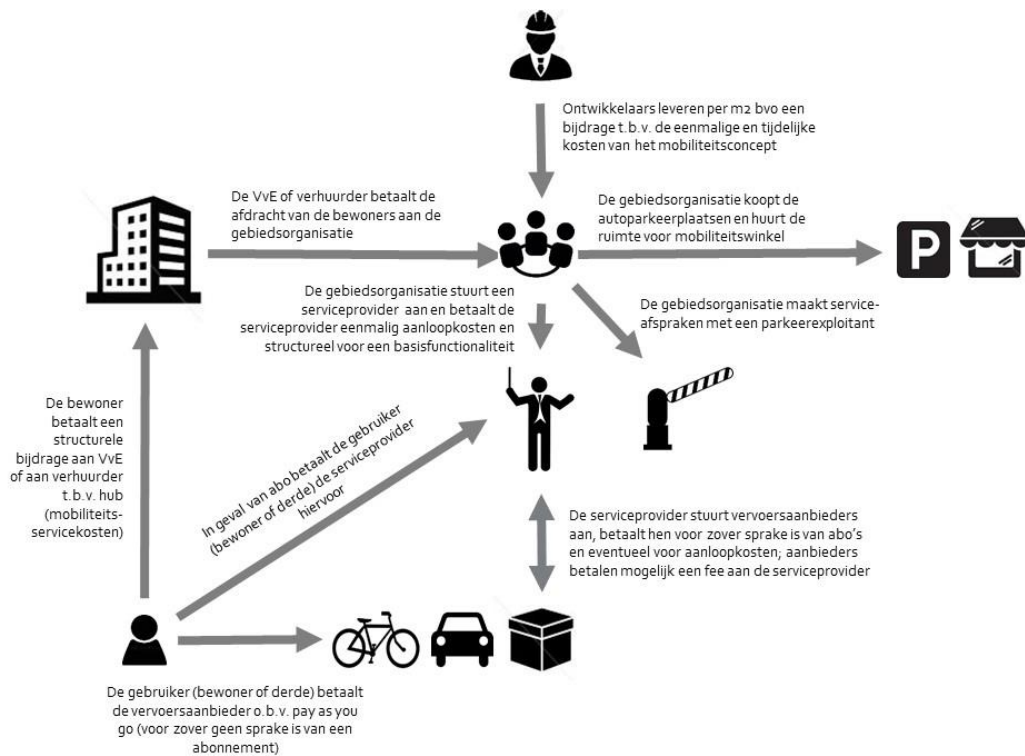 Ontwikkelaars leveren per m2 bvo een
bijdrage t.b.v. de eenmalige en tijdelijke
kosten van het mobiliteitsconcept
De VvE of verhuurder betaalt de
afdracht van de bewoners aan de
gebiedsorganisatie
De gebiedsorganisatie koopt de
autoparkeerplaatsen en huurt de
ruimte voor mobiliteitswinkel
P
De gebiedsorganisatie stuurt een
serviceprovider aan en betaalt de
serviceprovider eenmalig aanloopkosten en
structureel voor een basisfunctionaliteit
De gebiedsorganisatie maakt service-
afspraken met een parkeerexploitant
De bewoner
betaalt een
structurele
bijdrage aan VvE
of aan verhuurder
t.b.v. hub
(mobiliteits-
servicekosten)
In geval van abo betaalt de gebruiker
(bewoner of derde) de serviceprovider
hiervoor
De serviceprovider stuurt vervoersaanbieders
aan, betaalt hen voor zover sprake is van abo's
en eventueel voor aanloopkosten; aanbieders
betalen mogelijk een fee aan de serviceprovider
De gebruiker (bewoner of derde) betaalt
de vervoersaanbieder o.b.v. pay as you
go (voor zover geen sprake is van een
abonnement)